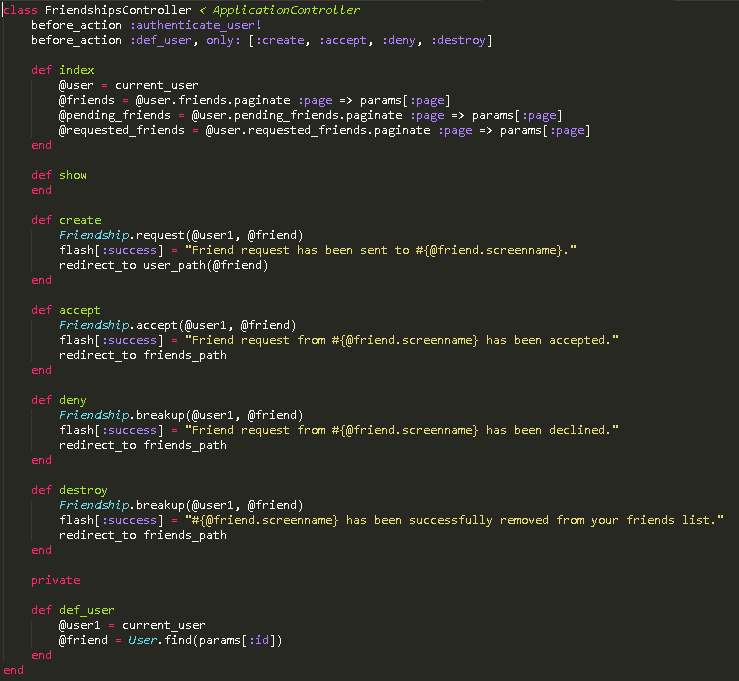 class FriendshipsController < ApplicationController
    before_action :authenticate_user!
    before_action :def_user, only: [:create, :accept, :deny, :destroy]

    def index
        @user = current_user
        @friends = @user.friends.paginate :page => params[:page]
        @pending_friends = @user.pending_friends.paginate :page => params[:page]
        @requested_friends = @user.requested_friends.paginate :page => params[:page]
    end

    def show
    end

    def create
        Friendship.request(@user1, @friend)
        flash[:success] = "Friend request has been sent to #{@friend.screenname}."
        redirect_to user_path(@friend)
    end

    def accept
        Friendship.accept(@user1, @friend)
        flash[:success] = "Friend request from #{@friend.screenname} has been accepted."
        redirect_to friends_path
    end

    def deny
        Friendship.breakup(@user1, @friend)
        flash[:success] = "Friend request from #{@friend.screenname} has been declined."
        redirect_to friends_path
    end

    def destroy
        Friendship.breakup(@user1, @friend)
        flash[:success] = "#{@friend.screenname} has been successfully removed from your friends list."
        redirect_to friends_path
    end

    private

    def def_user
        @user1 = current_user
        @friend = User.find(params[:id])
    end
end